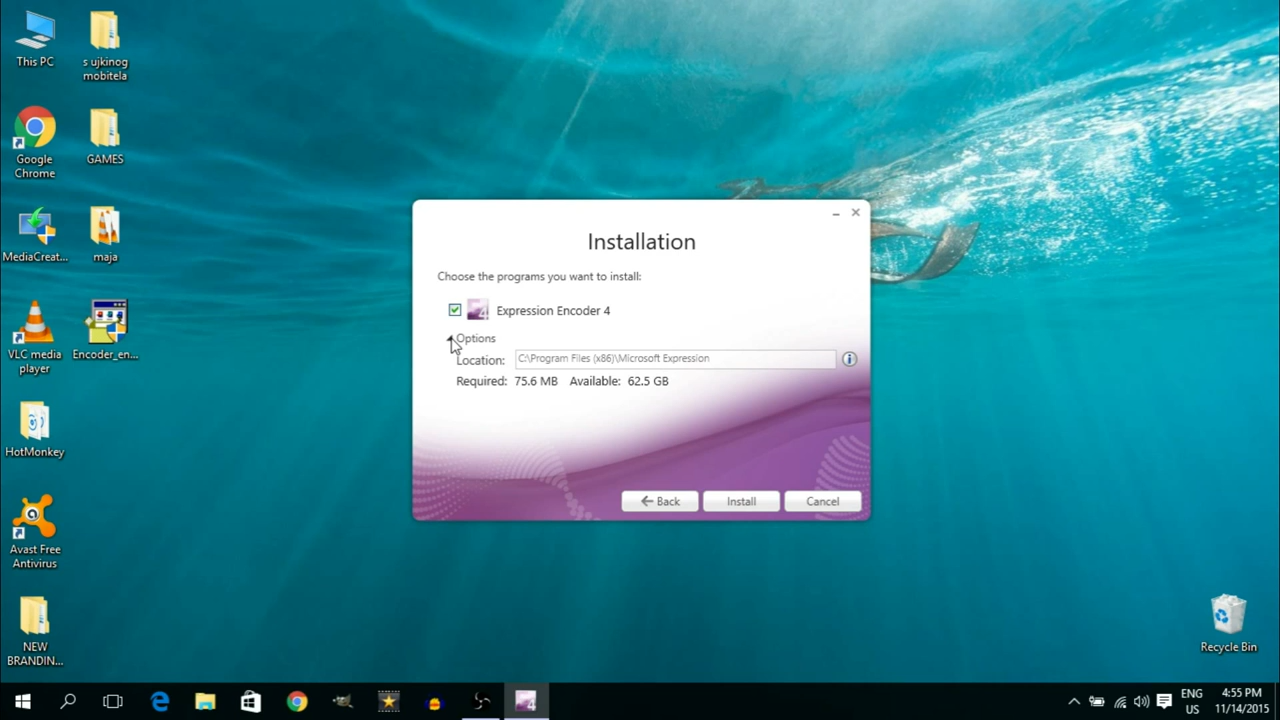 This PC
s ujkinog
mobitela
Google
Chrome
GAMES
MediaCreat...
maja
VLC media
player
Encoder_en...
HotMonkey
Avast Free
Antivirus
NEW
BRANDIN...
Installation
Choose the programs you want to install:
4 Expression Encoder 4
Options
Location: C:\Program Files (x86)\Microsoft Expression
Required: 75.6 MB Available: 62.5 GB
Back Install Cancel
Recycle Bin
4
ENG
US
4:55 PM
11/14/2015